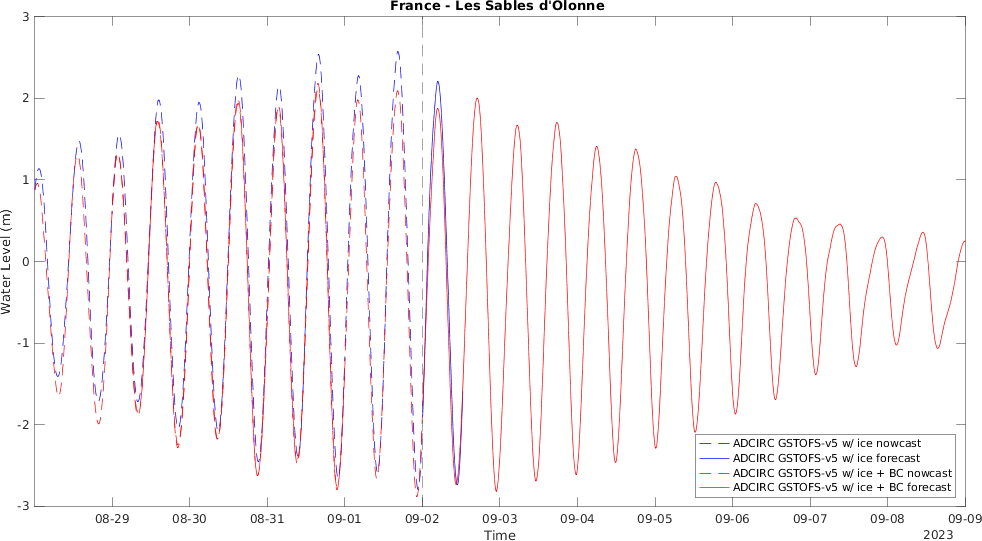 France - Les Sables d'Olonne
3
2
1
0
-1
-2
-3
Water Level (m)
ADCIRC GSTOFS-v5 w/ ice nowcast
ADCIRC GSTOFS-v5 w/ ice forecast
ADCIRC GSTOFS-v5 w/ ice + BC nowcast
ADCIRC GSTOFS-v5 w/ ice + BC forecast
08-29 08-30 08-31 09-01 09-02 09-03 09-04 09-05 09-06 09-07 09-08 09-09
Time
2023